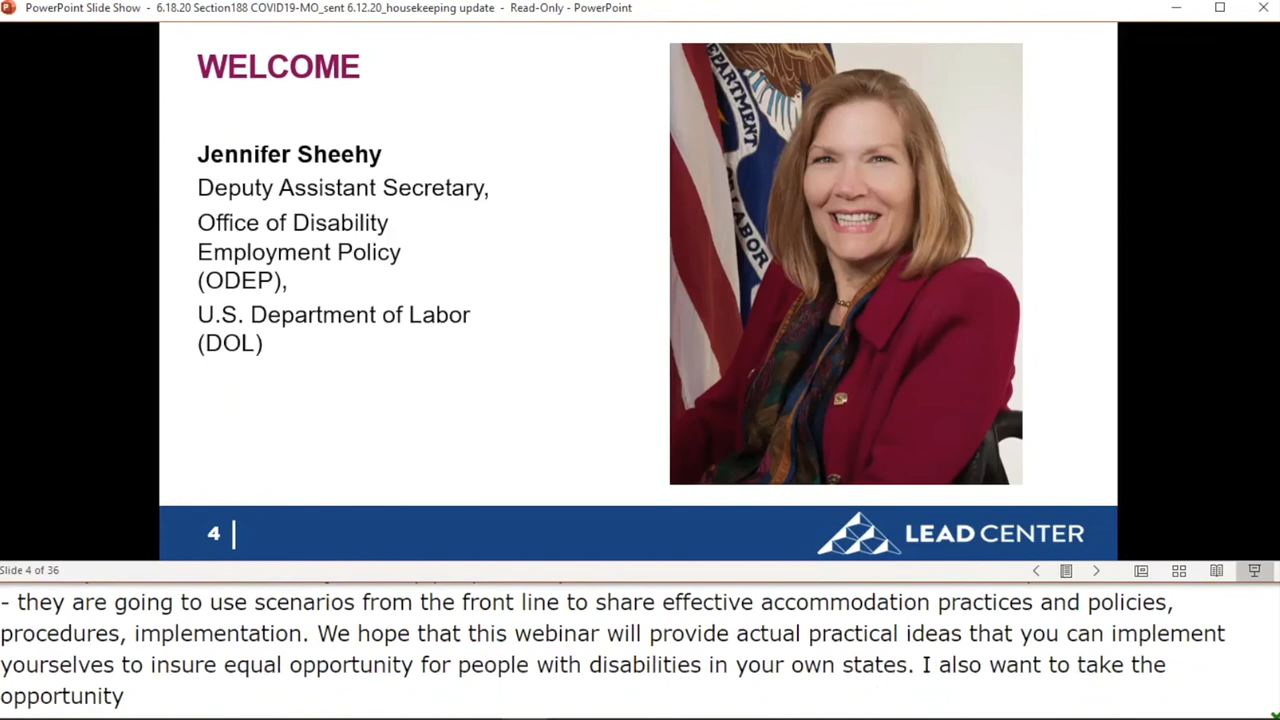 PowerPoint Slide Show - 6.18.20 Section188 COVID19-MO_sent 6.12.20_housekeeping update - Read-Only - PowerPoint
WELCOME
Jennifer Sheehy
Deputy Assistant Secretary,
Office of Disability
Employment Policy
(ODEP),
U.S. Department of Labor
(DOL)
DEPARTMENT
OF LABOR
4
LEAD CENTER
Slide 4 of 36
- they are going to use scenarios from the front line to share effective accommodation practices and policies,
procedures, implementation. We hope that this webinar will provide actual practical ideas that you can implement
yourselves to insure equal opportunity for people with disabilities in your own states. I also want to take the
opportunity